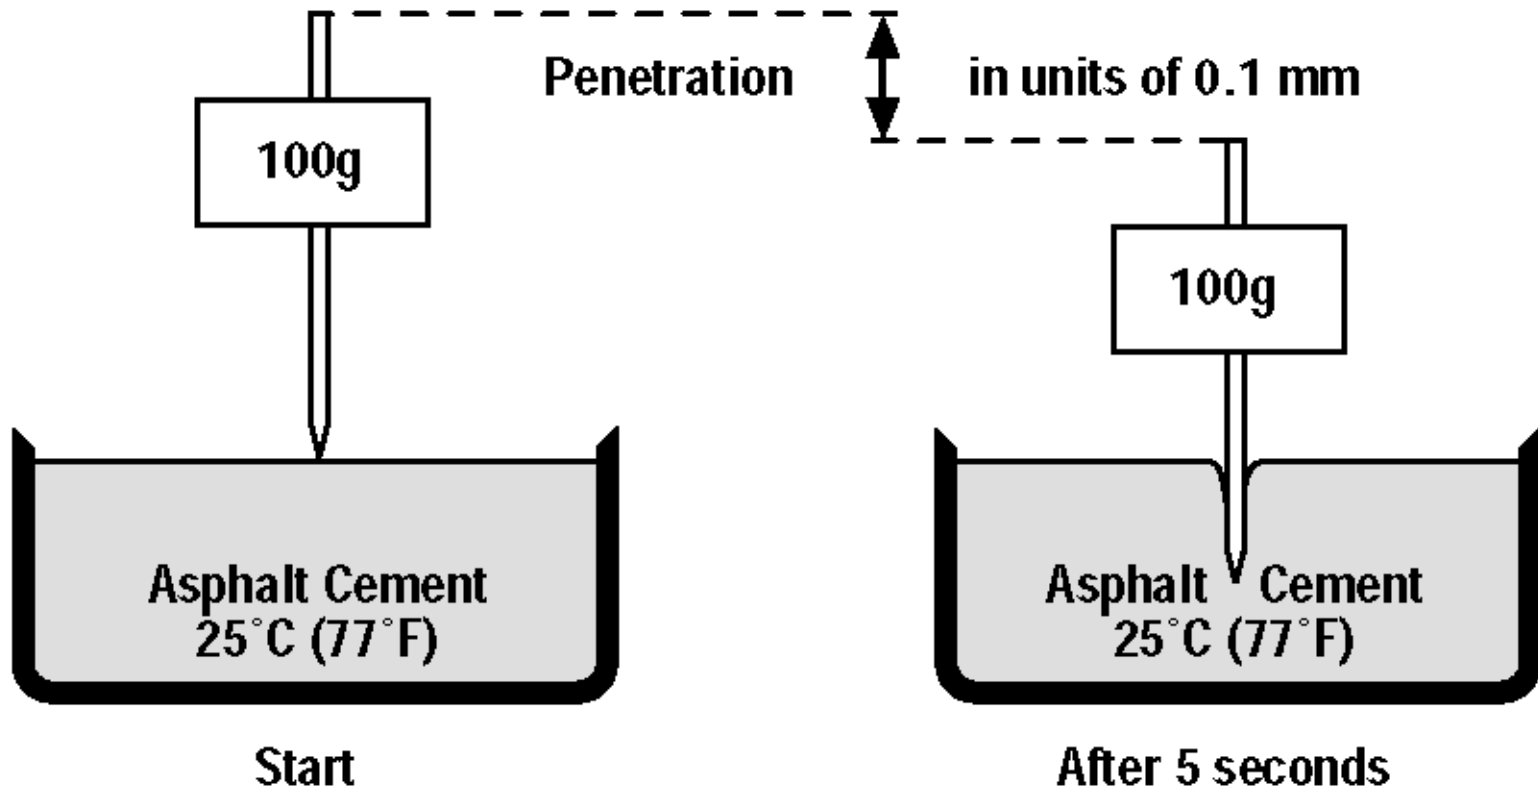 Penetration in units of 0.1 mm
100g
100g
Asphalt Cement
25°C (77°F)
Asphalt Cement
25°C (77°F)
Start
After 5 seconds